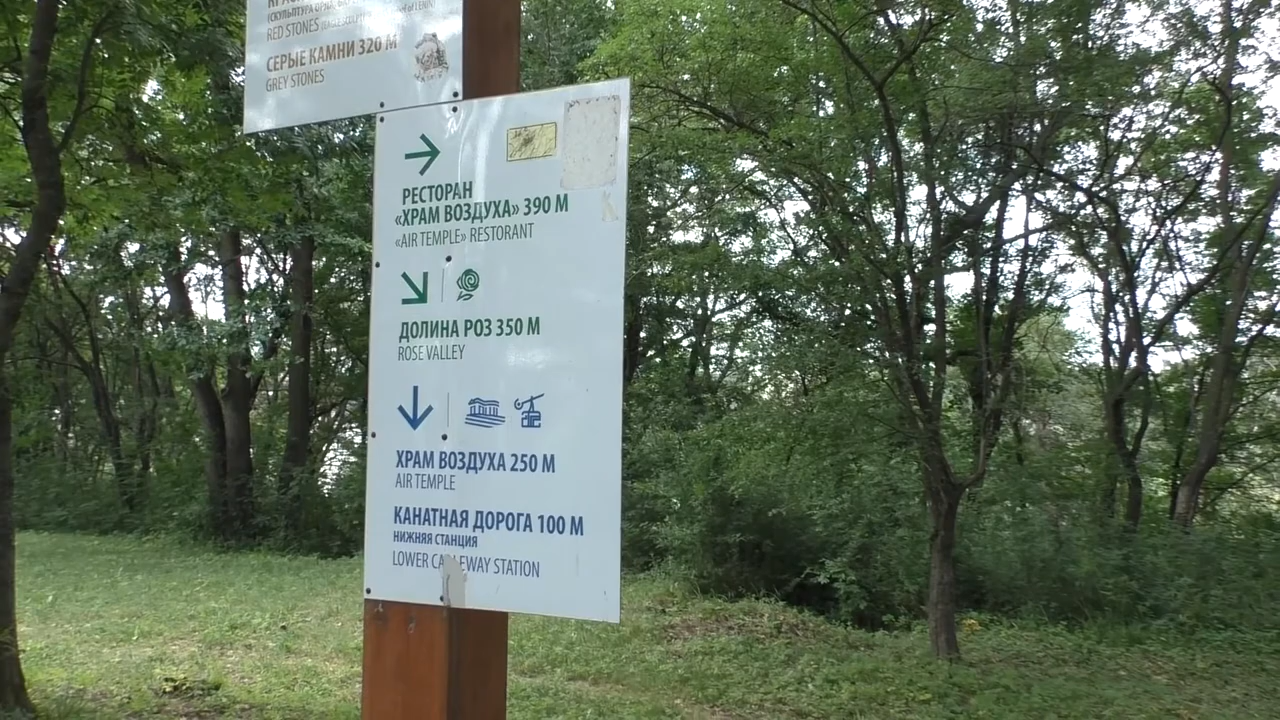 RED STONES
СЕРЫЕ КАМНИ 320 М
GREY STONES
РЕСТОРАН
«ХРАМ ВОЗДУХА» 390 М
«AIR TEMPLE» RESTORANT
ДОЛИНА РОЗ 350 М
ROSE VALLEY
ХРАМ ВОЗДУХА 250 М
AIR TEMPLE
КАНАТНАЯ ДОРОГА 100 М
НИЖНЯЯ СТАНЦИЯ
LOWER STATION